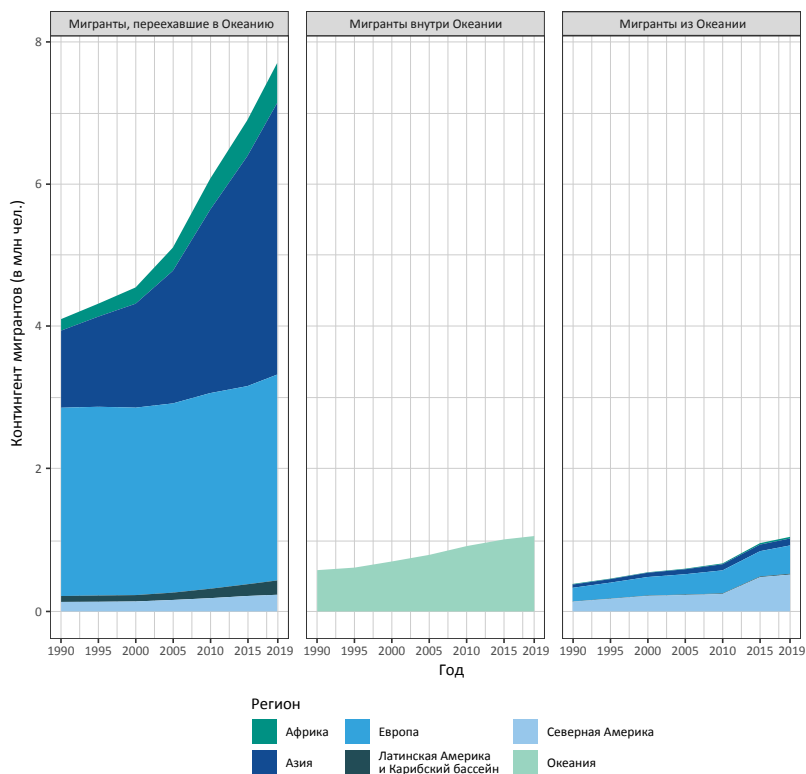 Мигранты, переехавшие в Океанию
Мигранты внутри Океании
Мигранты из Океании
Контингент мигрантов (в млн чел.)
8
6
4
2
0
1990 1995 2000 2005 2010 2015 2019
1990 1995 2000 2005 2010 2015 2019
1990 1995 2000 2005 2010 2015 2019
Год
Регион
Африка
Европа
Северная Америка
Азия
Латинская Америка
и Карибский бассейн
Океания